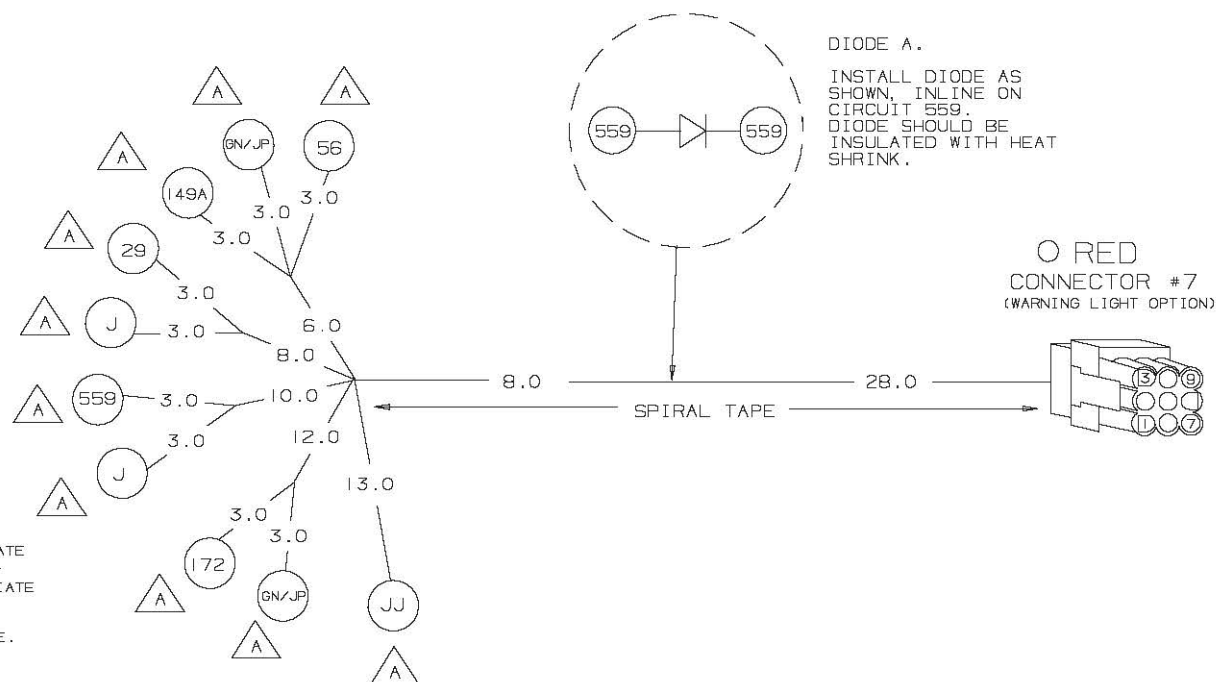 DIODE A.
INSTALL DIODE AS
SHOWN, INLINE ON
CIRCUIT 559.
DIODE SHOULD BE
INSULATED WITH HEAT
SHRINK.
559
559
A
A
GN/JP
56
A
149A
3.0
3.0
3.0
A
29
3.0
A
J
3.0
6.0
8.0
RED
CONNECTOR #7
(WARNING LIGHT OPTION)
3
9
1
7
8.0
28.0
SPIRAL TAPE
A
559
3.0
10.0
3.0
12.0
A
J
13.0
3.0
3.0
172
A
GN/JP
A
JJ
A